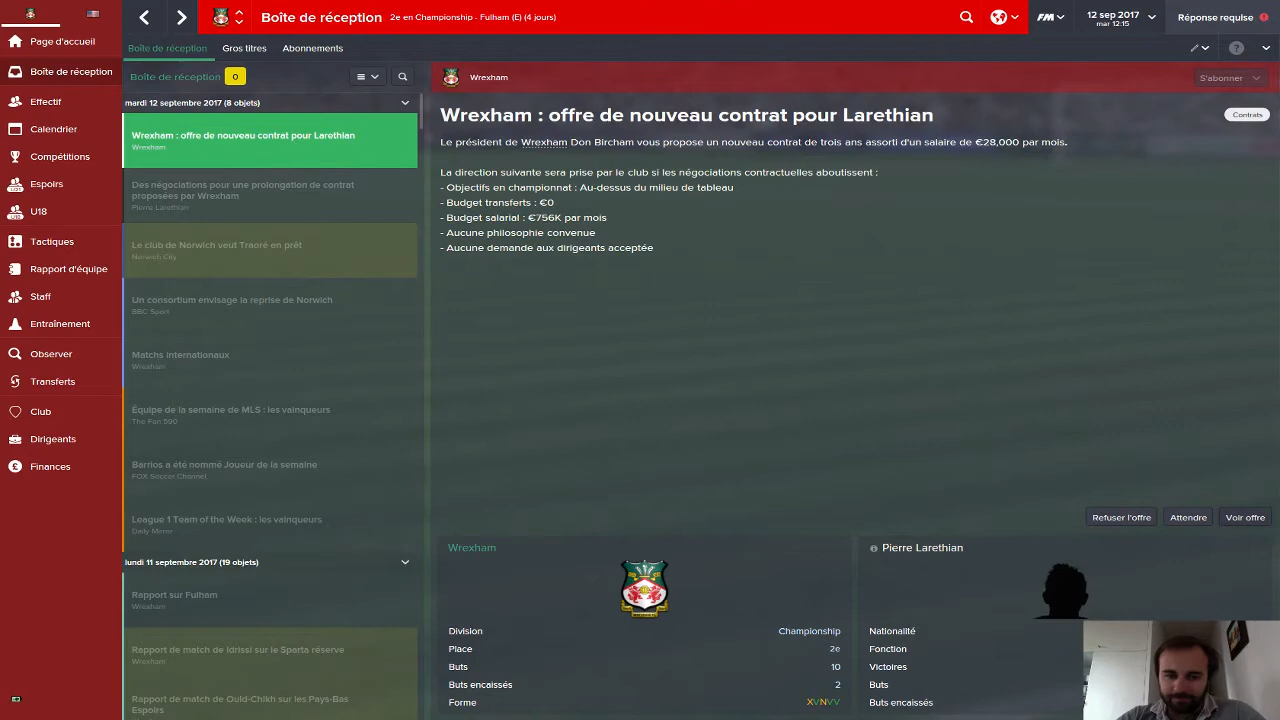 Boîte de réception
2e en Championship - Fulham (E) (4 jours)
FM
12 sep 2017
mar 12:15
Réponse requise
Page d'accueil
Boîte de réception
Effectif
Calendrier
Compétitions
Espoirs
U18
Tactiques
Rapport d'équipe
Staff
Entraînement
Observer
Transferts
Club
Dirigeants
Finances
Boîte de réception
Gros titres
Abonnements
?
Boîte de réception 0
mardi 12 septembre 2017 (8 objets)
Wrexham : offre de nouveau contrat pour Larethian
Wrexham
Des négociations pour une prolongation de contrat
proposées par Wrexham
Pierre Larethian
Le club de Norwich veut Traoré en prêt
Norwich City
Un consortium envisage la reprise de Norwich
BBC Sport
Matchs internationaux
Wrexham
Équipe de la semaine de MLS : les vainqueurs
The Fan 590
Barrios a été nommé Joueur de la semaine
FOX Soccer Channel
League 1 Team of the Week : les vainqueurs
Daily Mirror
lundi 11 septembre 2017 (19 objets)
Rapport sur Fulham
Wrexham
Rapport de match de Idrissi sur le Sparta réserve
Wrexham
Rapport de match de Ould-Chikh sur les Pays-Bas
Espoirs
Wrexham
S'abonner
Wrexham : offre de nouveau contrat pour Larethian
Contrats
Le président de Wrexham Don Bircham vous propose un nouveau contrat de trois ans assorti d'un salaire de €28,000 par mois.
La direction suivante sera prise par le club si les négociations contractuelles aboutissent :
- Objectifs en championnat : Au-dessus du milieu de tableau
- Budget transferts : €0
- Budget salarial : €756K par mois
- Aucune philosophie convenue
- Aucune demande aux dirigeants acceptée
Refuser l'offre
Attendre
Voir offre
Wrexham
Division Championship
Place 2e
Buts 10
Buts encaissés 2
Forme XVNVV
Pierre Larethian
Nationalité
Fonction
Victoires
Buts
Buts encaissés